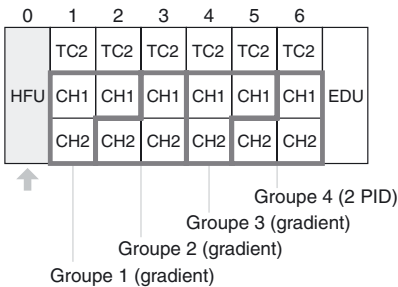 0 1 2 3 4 5 6
TC2 TC2 TC2 TC2 TC2 TC2
HFU CH1 CH1 CH1 CH1 CH1 CH1 EDU
CH2 CH2 CH2 CH2 CH2 CH2
Groupe 4 (2 PID)
Groupe 3 (gradient)
Groupe 2 (gradient)
Groupe 1 (gradient)